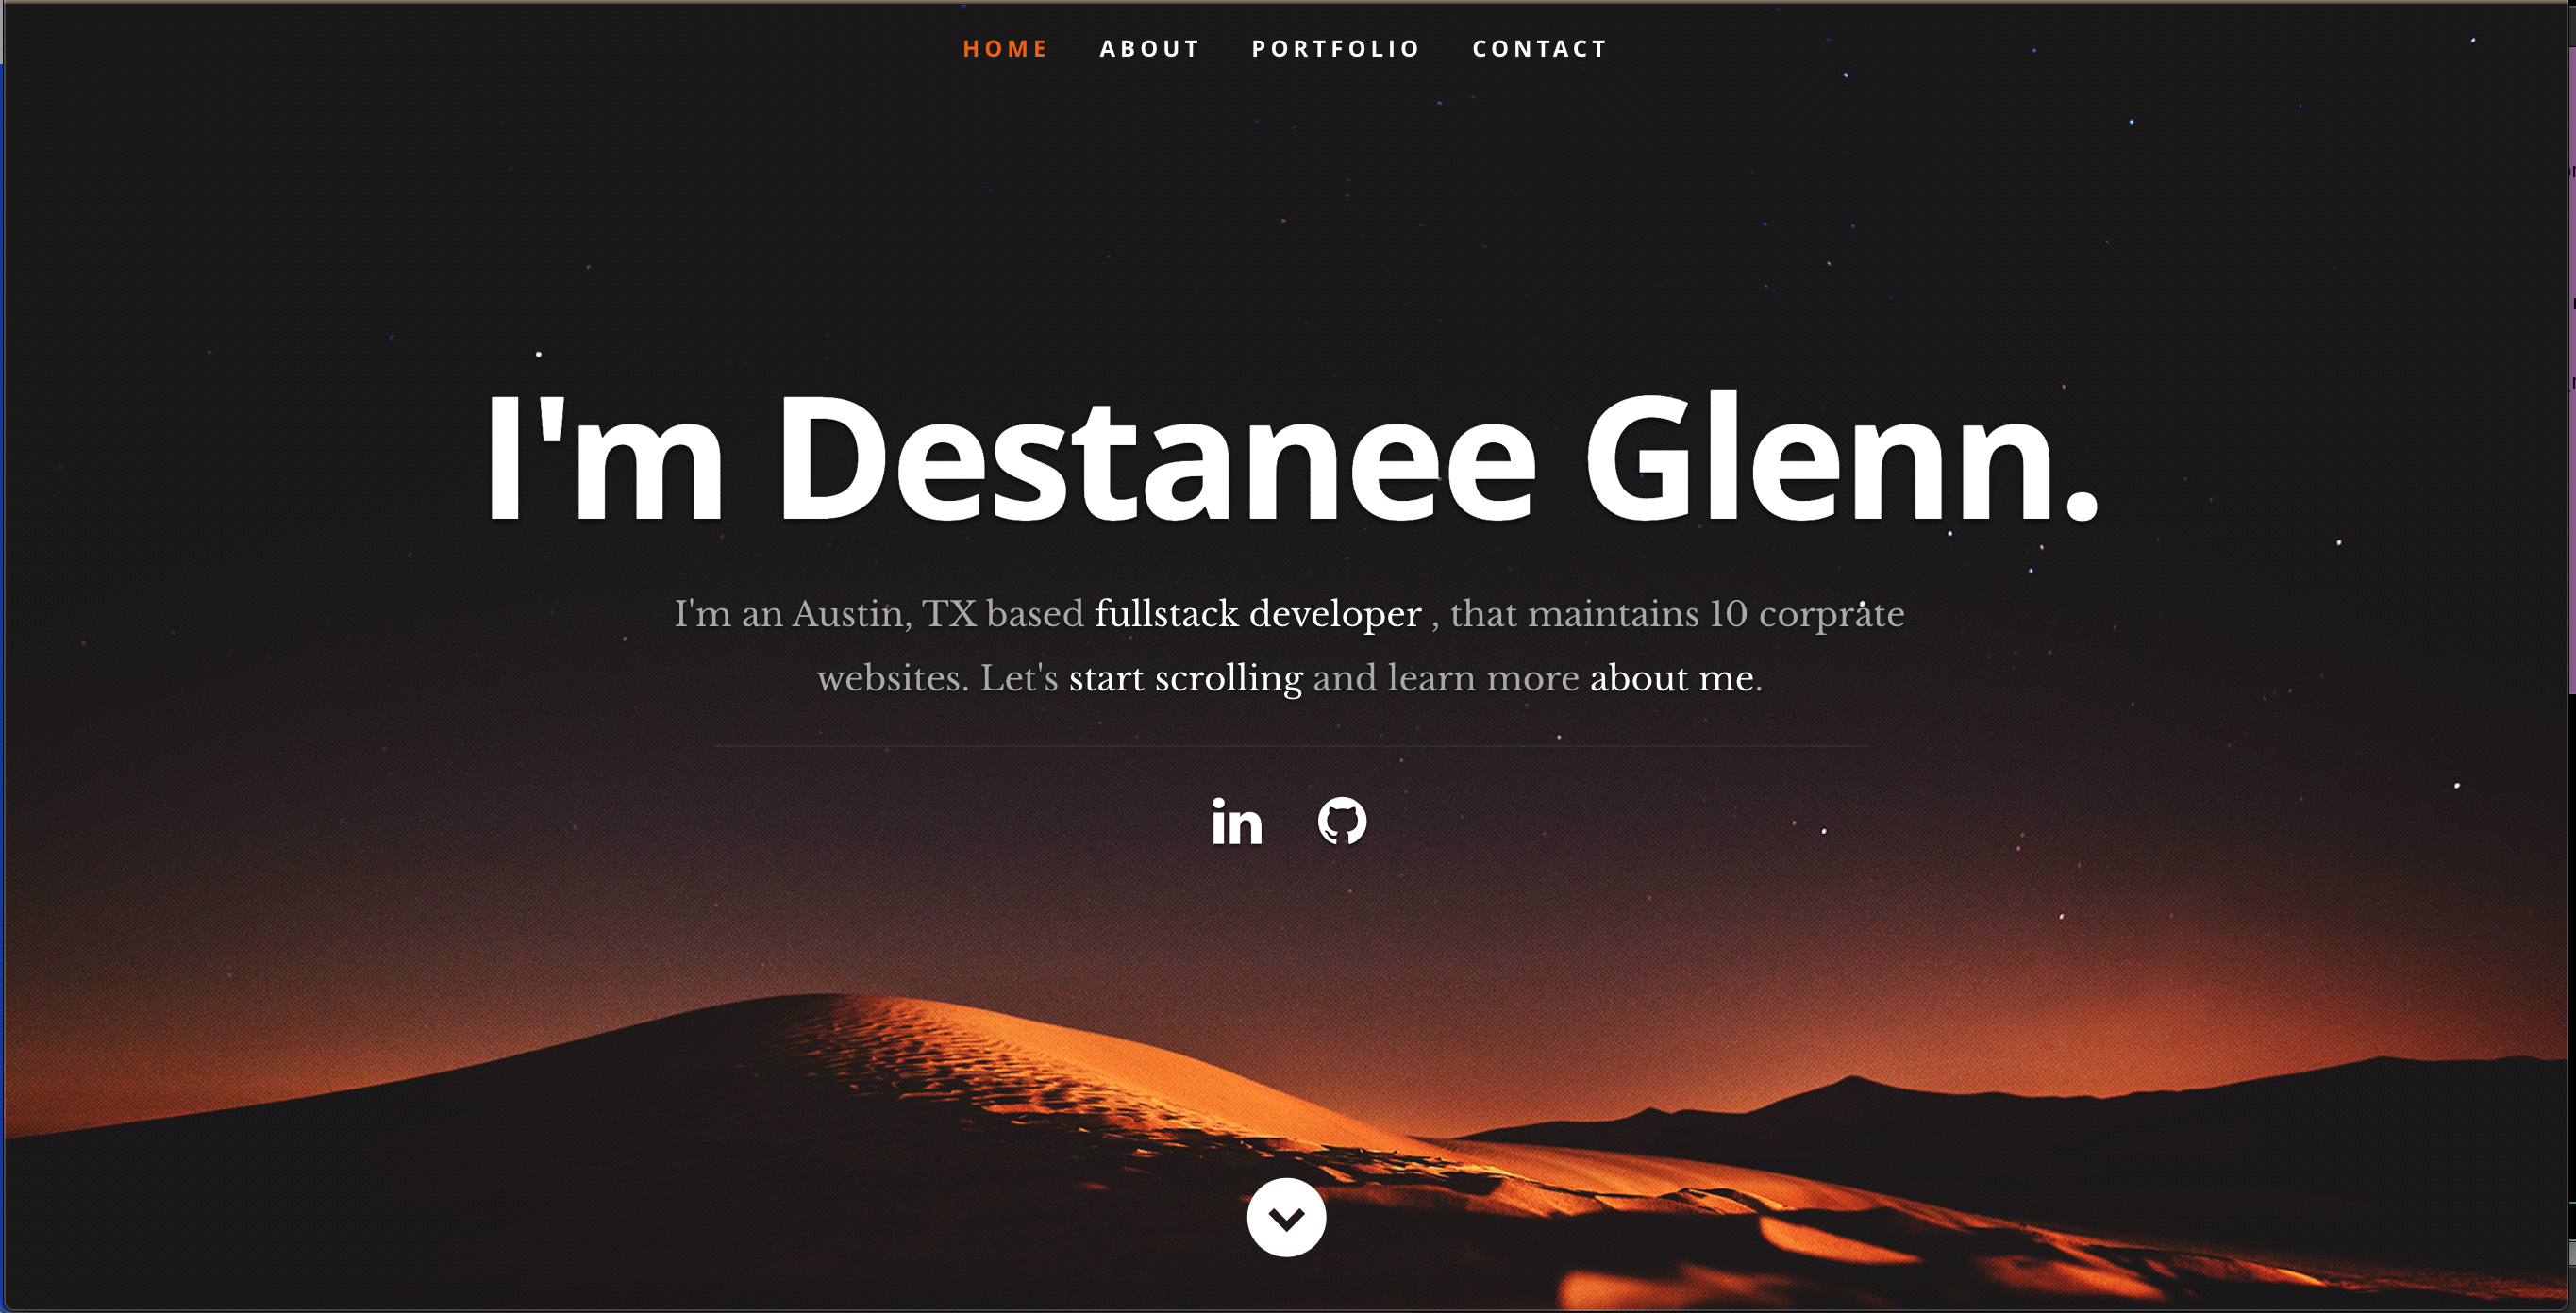 HOME ABOUT PORTFOLIO CONTACT
I'm Destanee Glenn.
I'm an Austin, TX based fullstack developer , that maintains 10 corprate
websites. Let's start scrolling and learn more about me.
in